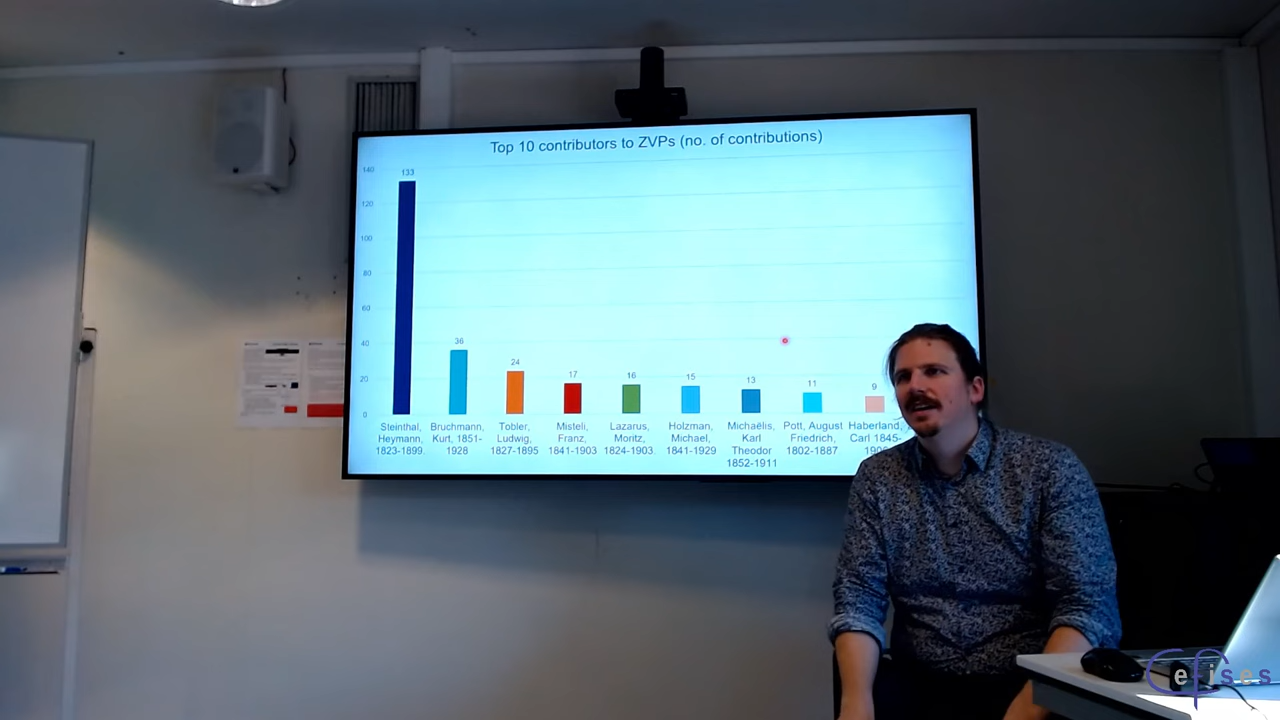 Top 10 contributors to ZVPs (no. of contributions)
140
120
100
80
60
40
20
0
133
36
24
17
16
15
13
11
9
Steinthal,
Heymann,
1823-1899.
Bruchmann,
Kurt, 1851-
1928
Tobler,
Ludwig,
1827-1895
Misteli,
Franz,
1841-1903
Lazarus,
Moritz,
1824-1903.
Holzman,
Michael,
1841-1929
Michaëlis,
Karl
Theodor
1852-1911
Pott, August
Friedrich,
1802-1887
Haberland,
Carl 1845-
Cefises